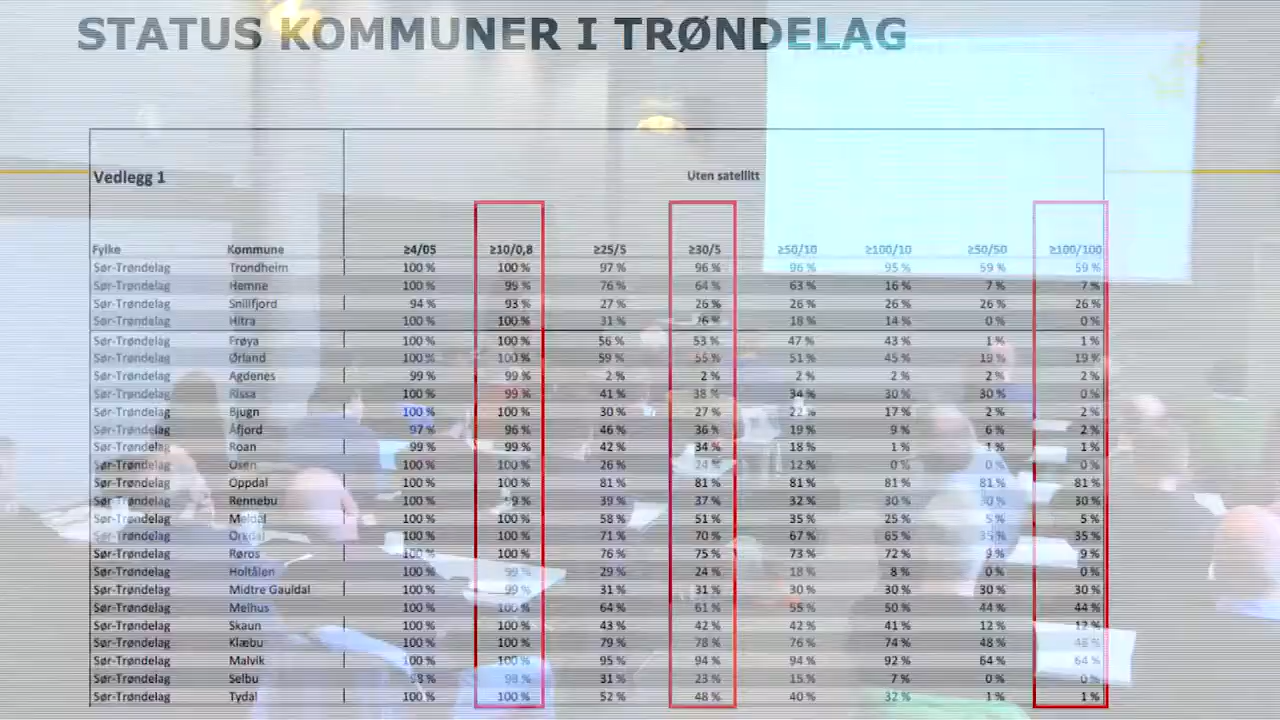 STATUS KOMMUNER I TRØNDELAG
Vedlegg 1 Uten satellitt
Fylke Kommune ≥4/05 ≥10/0,8 ≥25/5 ≥30/5 ≥50/10 ≥100/10 ≥50/50 ≥100/100
Sør-Trøndelag Trondheim 100 % 100 % 97 % 96 % 96 % 95 % 59 % 59 %
Sør-Trøndelag Hemne 100 % 99 % 76 % 64 % 63 % 16 % 7 % 7 %
Sør-Trøndelag Snillfjord 94 % 93 % 27 % 26 % 26 % 26 % 26 % 26 %
Sør-Trøndelag Hitra 100 % 100 % 31 % 26 % 18 % 14 % 0 % 0 %
Sør-Trøndelag Frøya 100 % 100 % 56 % 53 % 47 % 43 % 1 % 1 %
Sør-Trøndelag Ørland 100 % 100 % 59 % 55 % 51 % 45 % 19 % 19 %
Sør-Trøndelag Agdenes 99 % 99 % 2 % 2 % 2 % 2 % 2 % 2 %
Sør-Trøndelag Rissa 100 % 99 % 41 % 38 % 34 % 30 % 30 % 0 %
Sør-Trøndelag Bjugn 100 % 100 % 30 % 27 % 22 % 17 % 2 % 2 %
Sør-Trøndelag Åfjord 97 % 96 % 46 % 36 % 19 % 9 % 6 % 2 %
Sør-Trøndelag Roan 99 % 99 % 42 % 34 % 18 % 1 % 1 % 1 %
Sør-Trøndelag Osen 100 % 100 % 26 % 24 % 12 % 0 % 0 % 0 %
Sør-Trøndelag Oppdal 100 % 100 % 81 % 81 % 81 % 81 % 81 % 81 %
Sør-Trøndelag Rennebu 100 % 99 % 39 % 37 % 32 % 30 % 30 % 30 %
Sør-Trøndelag Meldal 100 % 100 % 58 % 51 % 35 % 25 % 5 % 5 %
Sør-Trøndelag Orkdal 100 % 100 % 71 % 70 % 67 % 65 % 35 % 35 %
Sør-Trøndelag Røros 100 % 100 % 76 % 75 % 73 % 72 % 9 % 9 %
Sør-Trøndelag Holtålen 100 % 99 % 29 % 24 % 18 % 8 % 0 % 0 %
Sør-Trøndelag Midtre Gauldal 100 % 99 % 31 % 31 % 30 % 30 % 30 % 30 %
Sør-Trøndelag Melhus 100 % 100 % 64 % 61 % 55 % 50 % 44 % 44 %
Sør-Trøndelag Skaun 100 % 100 % 43 % 42 % 42 % 41 % 12 % 12 %
Sør-Trøndelag Klæbu 100 % 100 % 79 % 78 % 76 % 74 % 48 % 48 %
Sør-Trøndelag Malvik 100 % 100 % 95 % 94 % 94 % 92 % 64 % 64 %
Sør-Trøndelag Selbu 98 % 98 % 31 % 23 % 15 % 7 % 0 % 0 %
Sør-Trøndelag Tydal 100 % 100 % 52 % 48 % 40 % 32 % 1 % 1 %